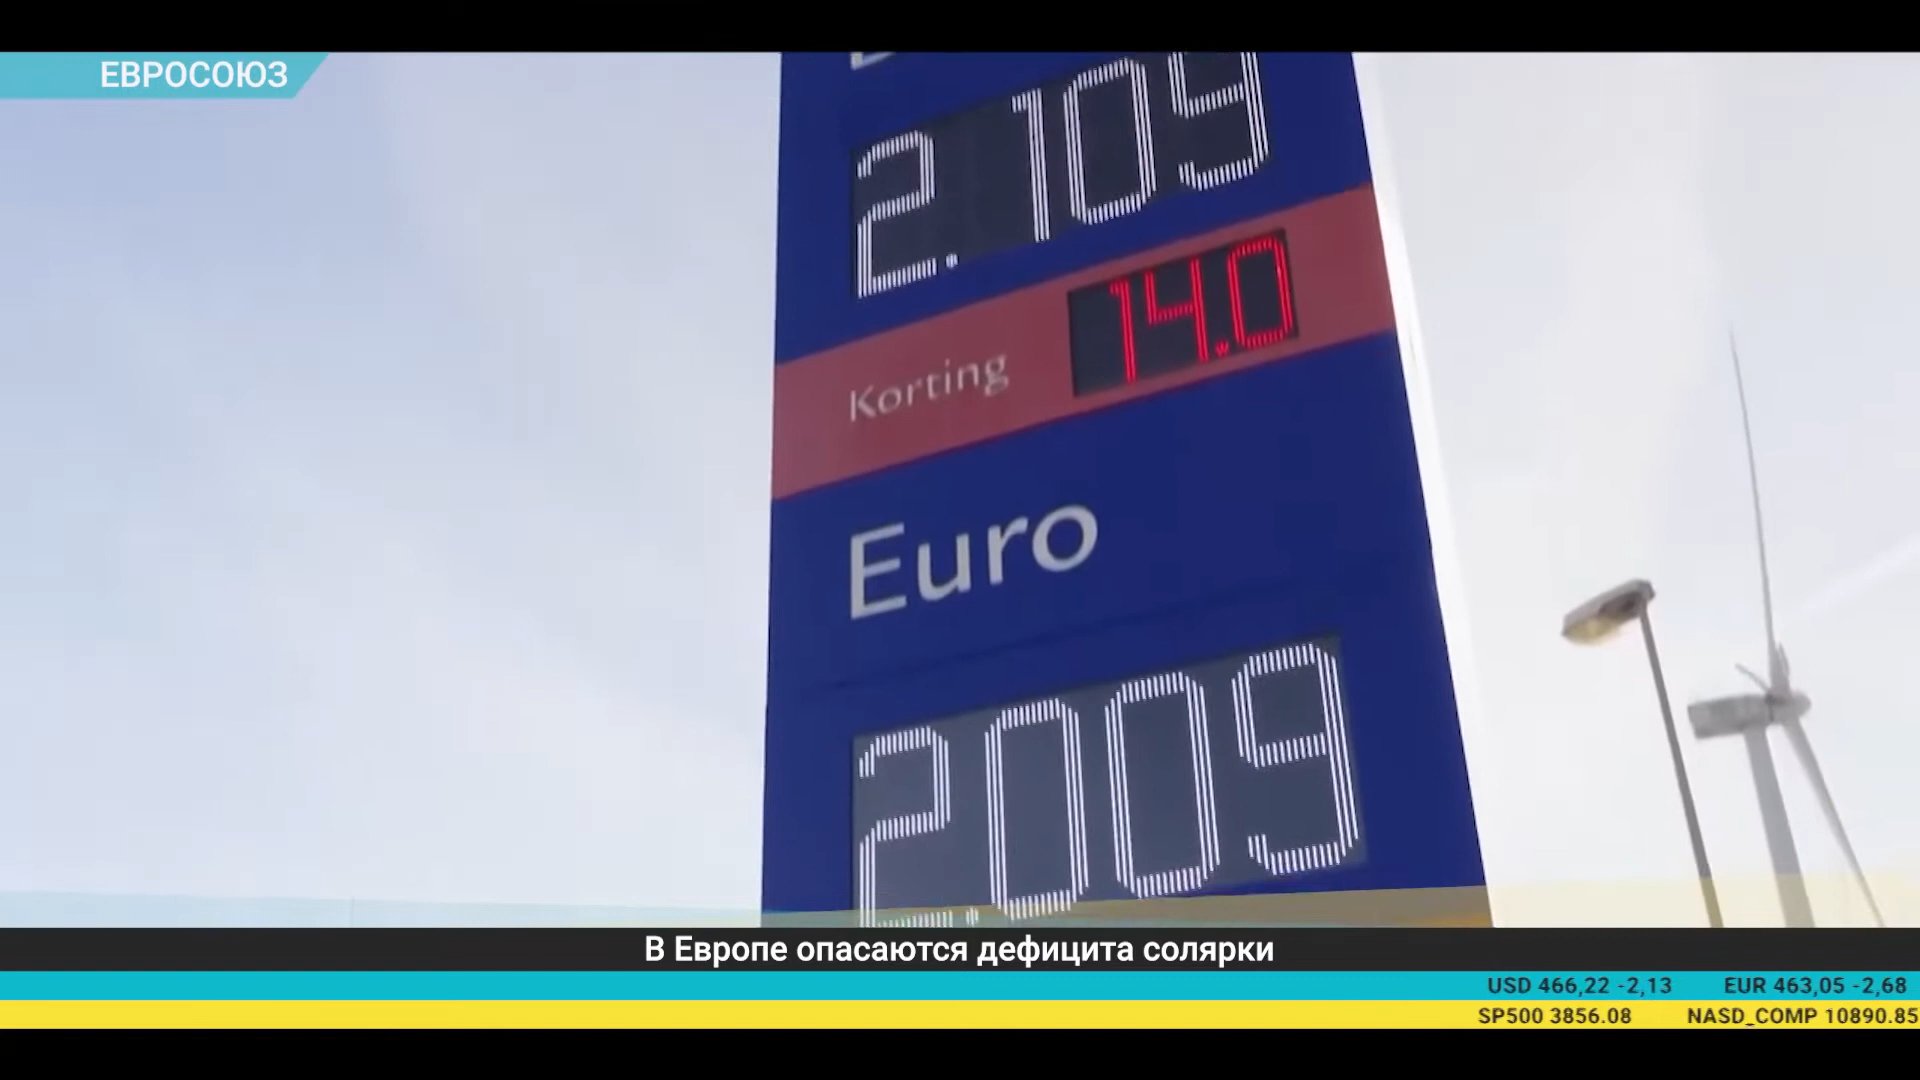 ЕВРОСОЮЗ
2.109
Korting 14.0
Euro
2.009
В Европе опасаются дефицита солярки
USD 466,22 -2,13 EUR 463,05 -2,68
SP500 3856.08 NASD_COMP 10890.85